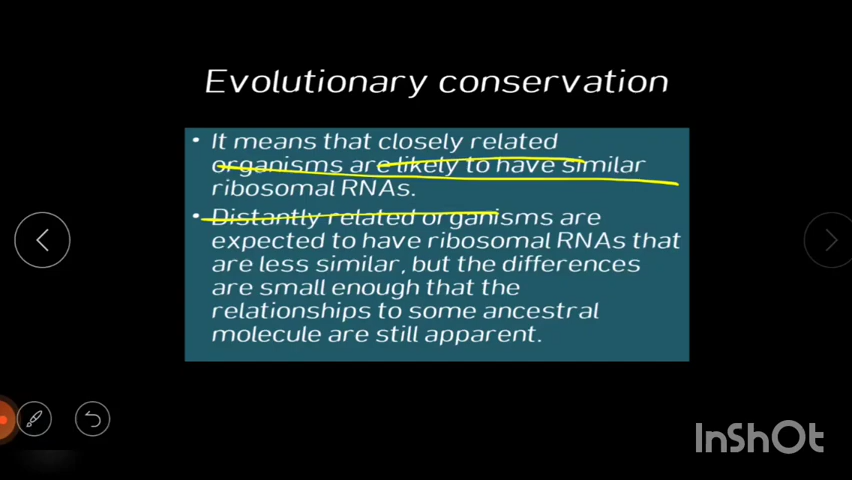 Evolutionary conservation
• It means that closely related
organisms are likely to have similar
ribosomal RNAs.
• Distantly related organisms are
expected to have ribosomal RNAs that
are less similar, but the differences
are small enough that the
relationships to some ancestral
molecule are still apparent.
InShOt